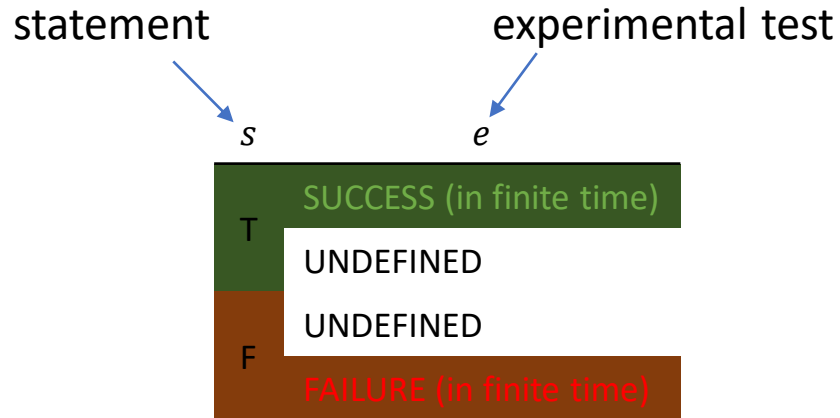 statement experimental test
s e
SUCCESS (in finite time)
T
UNDEFINED
UNDEFINED
F
FAILURE (in finite time)